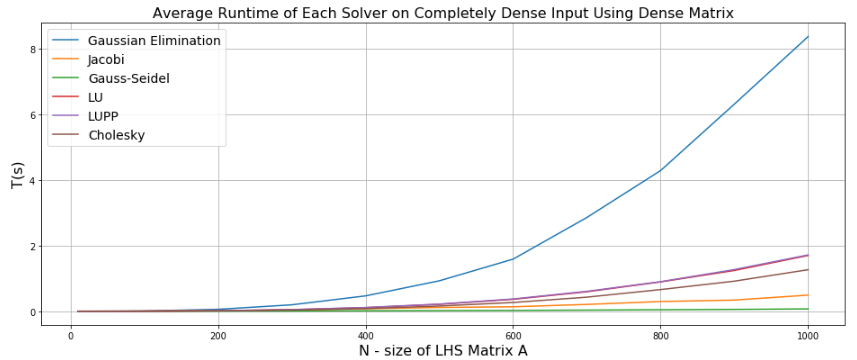 Average Runtime of Each Solver on Completely Dense Input Using Dense Matrix
Gaussian Elimination
Jacobi
Gauss-Seidel
LU
LUPP
Cholesky
T(s)
8
6
4
2
0
0 200 400 600 800 1000
N - size of LHS Matrix A